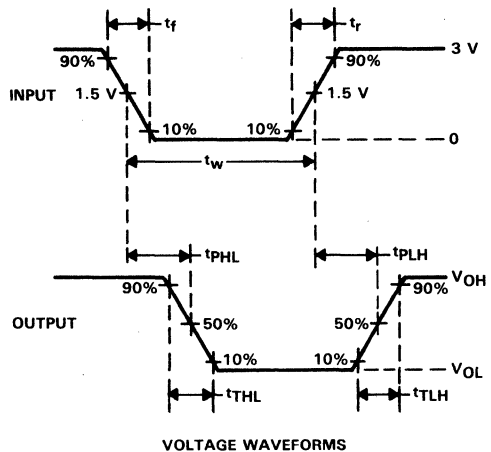 tf tr
3 V
90% 90%
INPUT 1.5 V 1.5 V
10% 10%
0
tw
tPHL tPLH
VOH
90% 90%
OUTPUT 50% 50%
10% 10%
VOL
tTHL tTLH
VOLTAGE WAVEFORMS